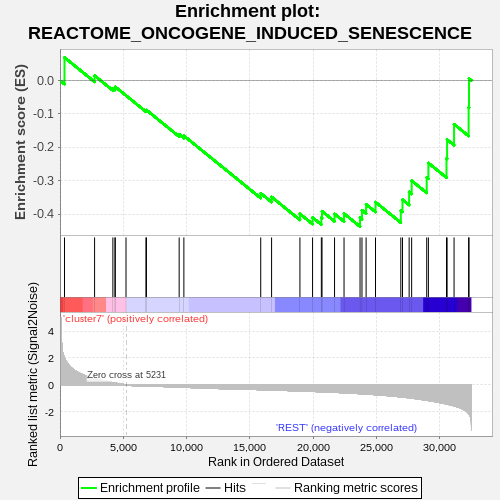 Enrichment plot:
REACTOME_ONCOGENE_INDUCED_SENESCENCE
Enrichment score (ES)
0.0
-0.1
-0.2
-0.3
-0.4
'cluster7' (positively correlated)
Ranked list metric (Signal2Noise)
4
2
0
-2
Zero cross at 5231
'REST' (negatively correlated)
0
5,000
10,000
15,000
20,000
25,000
30,000
Rank in Ordered Dataset
Enrichment profile
Hits
Ranking metric scores